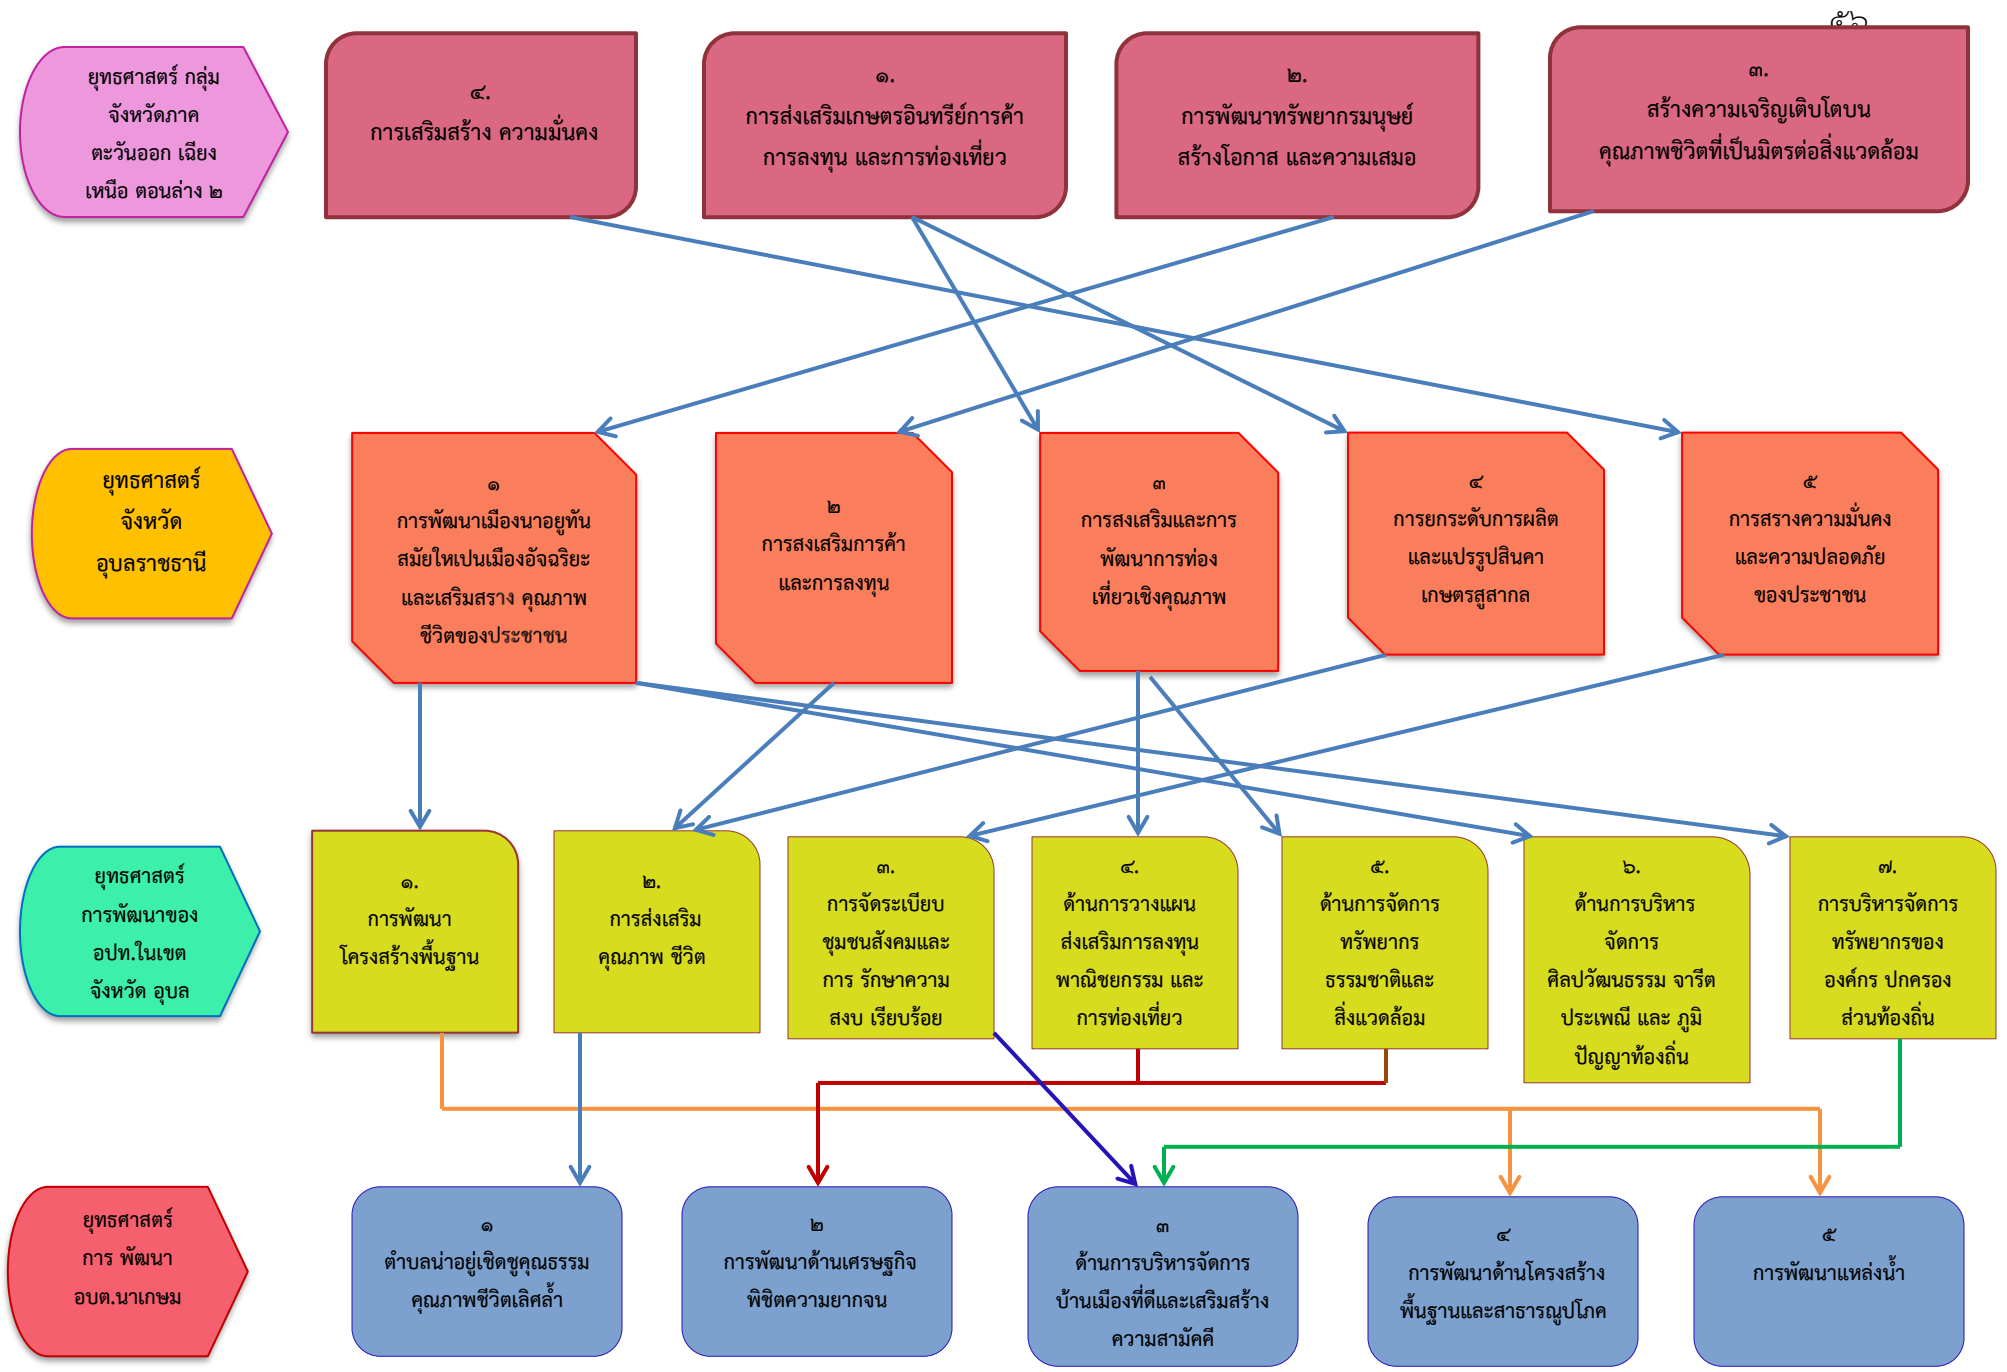 ๕๖
ยุทธศาสตร์ กลุ่ม
จังหวัดภาค
ตะวันออก เฉียง
เหนือ ตอนล่าง ๒
๔.
การเสริมสร้าง ความมั่นคง
๑.
การส่งเสริมเกษตรอินทรีย์การค้า
การลงทุน และการท่องเที่ยว
๒.
การพัฒนาทรัพยากรมนุษย์
สร้างโอกาส และความเสมอ
๓.
สร้างความเจริญเติบโตบน
คุณภาพชีวิตที่เป็นมิตรต่อสิ่งแวดล้อม
ยุทธศาสตร์
จังหวัด
อุบลราชธานี
๑
การพัฒนาเมืองนาอยูทัน
สมัยใหเปนเมืองอัจฉริยะ
และเสริมสราง คุณภาพ
ชีวิตของประชาชน
๒
การสงเสริมการค้า
และการลงทุน
๓
การสงเสริมและการ
พัฒนาการท่อง
เที่ยวเชิงคุณภาพ
๔
การยกระดับการผลิต
และแปรรูปสินคา
เกษตรสูสากล
๕
การสรางความมั่นคง
และความปลอดภัย
ของประชาชน
ยุทธศาสตร์
การพัฒนาของ
อปท.ในเขต
จังหวัด อุบล
๑.
การพัฒนา
โครงสร้างพื้นฐาน
๒.
การส่งเสริม
คุณภาพ ชีวิต
๓.
การจัดระเบียบ
ชุมชนสังคมและ
การ รักษาความ
สงบ เรียบร้อย
๔.
ด้านการวางแผน
ส่งเสริมการลงทุน
พาณิชยกรรม และ
การท่องเที่ยว
๕.
ด้านการจัดการ
ทรัพยากร
ธรรมชาติและ
สิ่งแวดล้อม
๖.
ด้านการบริหาร
จัดการ
ศิลปวัฒนธรรม จารีต
ประเพณี และ ภูมิ
ปัญญาท้องถิ่น
๗.
การบริหารจัดการ
ทรัพยากรของ
องค์กร ปกครอง
ส่วนท้องถิ่น
ยุทธศาสตร์
การ พัฒนา
อบต.นาเกษม
๑
ตำบลน่าอยู่เชิดชูคุณธรรม
คุณภาพชีวิตเลิศล้ำ
๒
การพัฒนาด้านเศรษฐกิจ
พิชิตความยากจน
๓
ด้านการบริหารจัดการ
บ้านเมืองที่ดีและเสริมสร้าง
ความสามัคคี
๔
การพัฒนาด้านโครงสร้าง
พื้นฐานและสาธารณูปโภค
๕
การพัฒนาแหล่งน้ำ